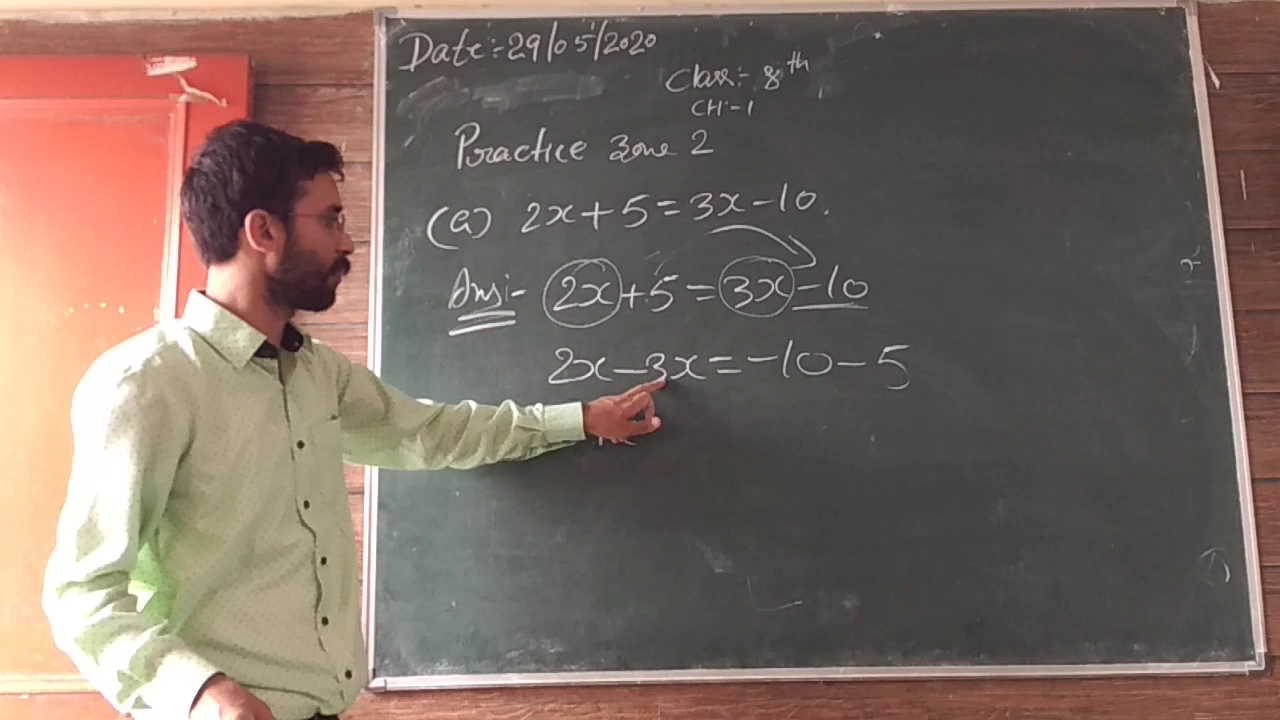 Date:-29/05/2020
Class:- 8th
CH:-1
Practice Zone 2
(a) 2x+5=3x-10.
Ans:- 2x+5=3x-10
2x-3x=-10-5